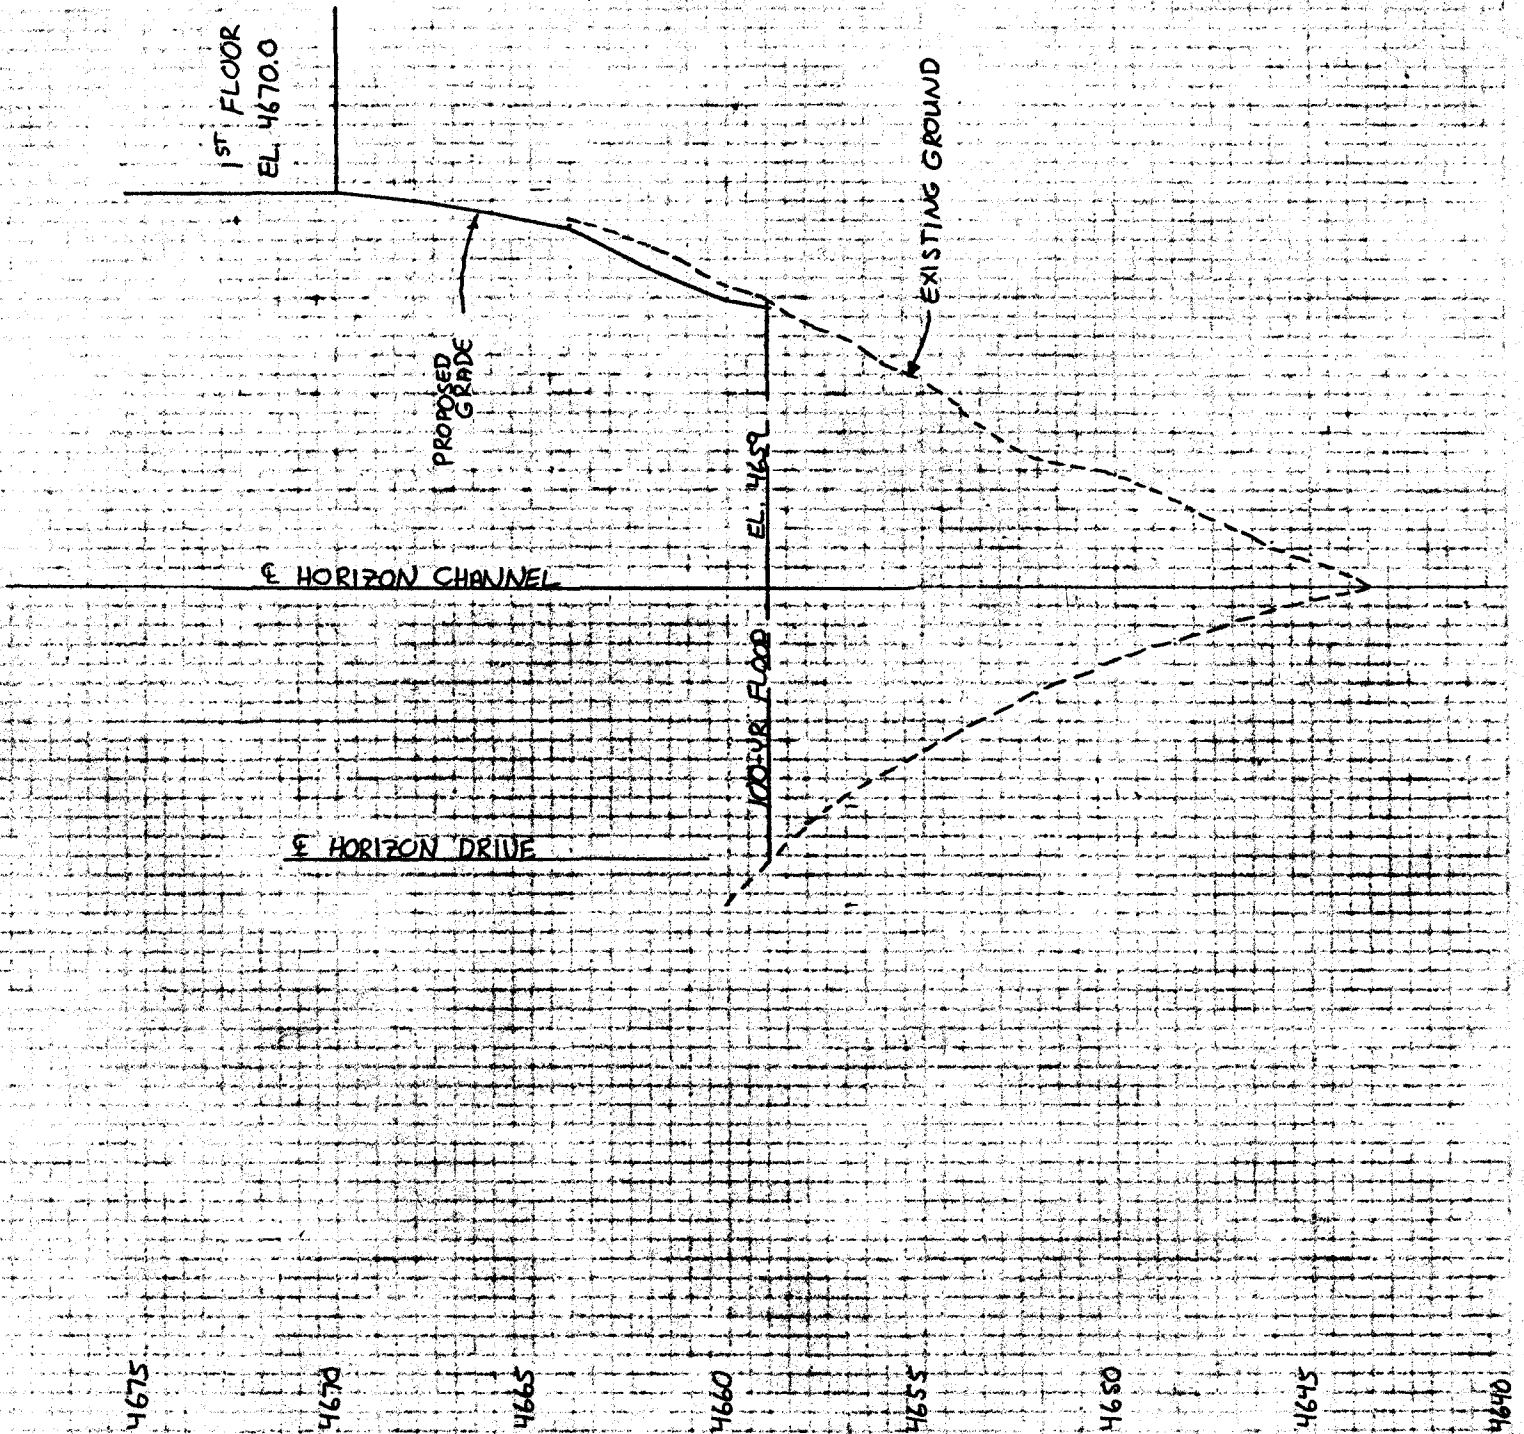 1ST FLOOR
EL. 4670.0
PROPOSED
GRADE
EXISTING GROUND
100-YR FLOOD EL. 4659
℄ HORIZON CHANNEL
℄ HORIZON DRIVE
4675
4670
4665
4660
4655
4650
4645
4640